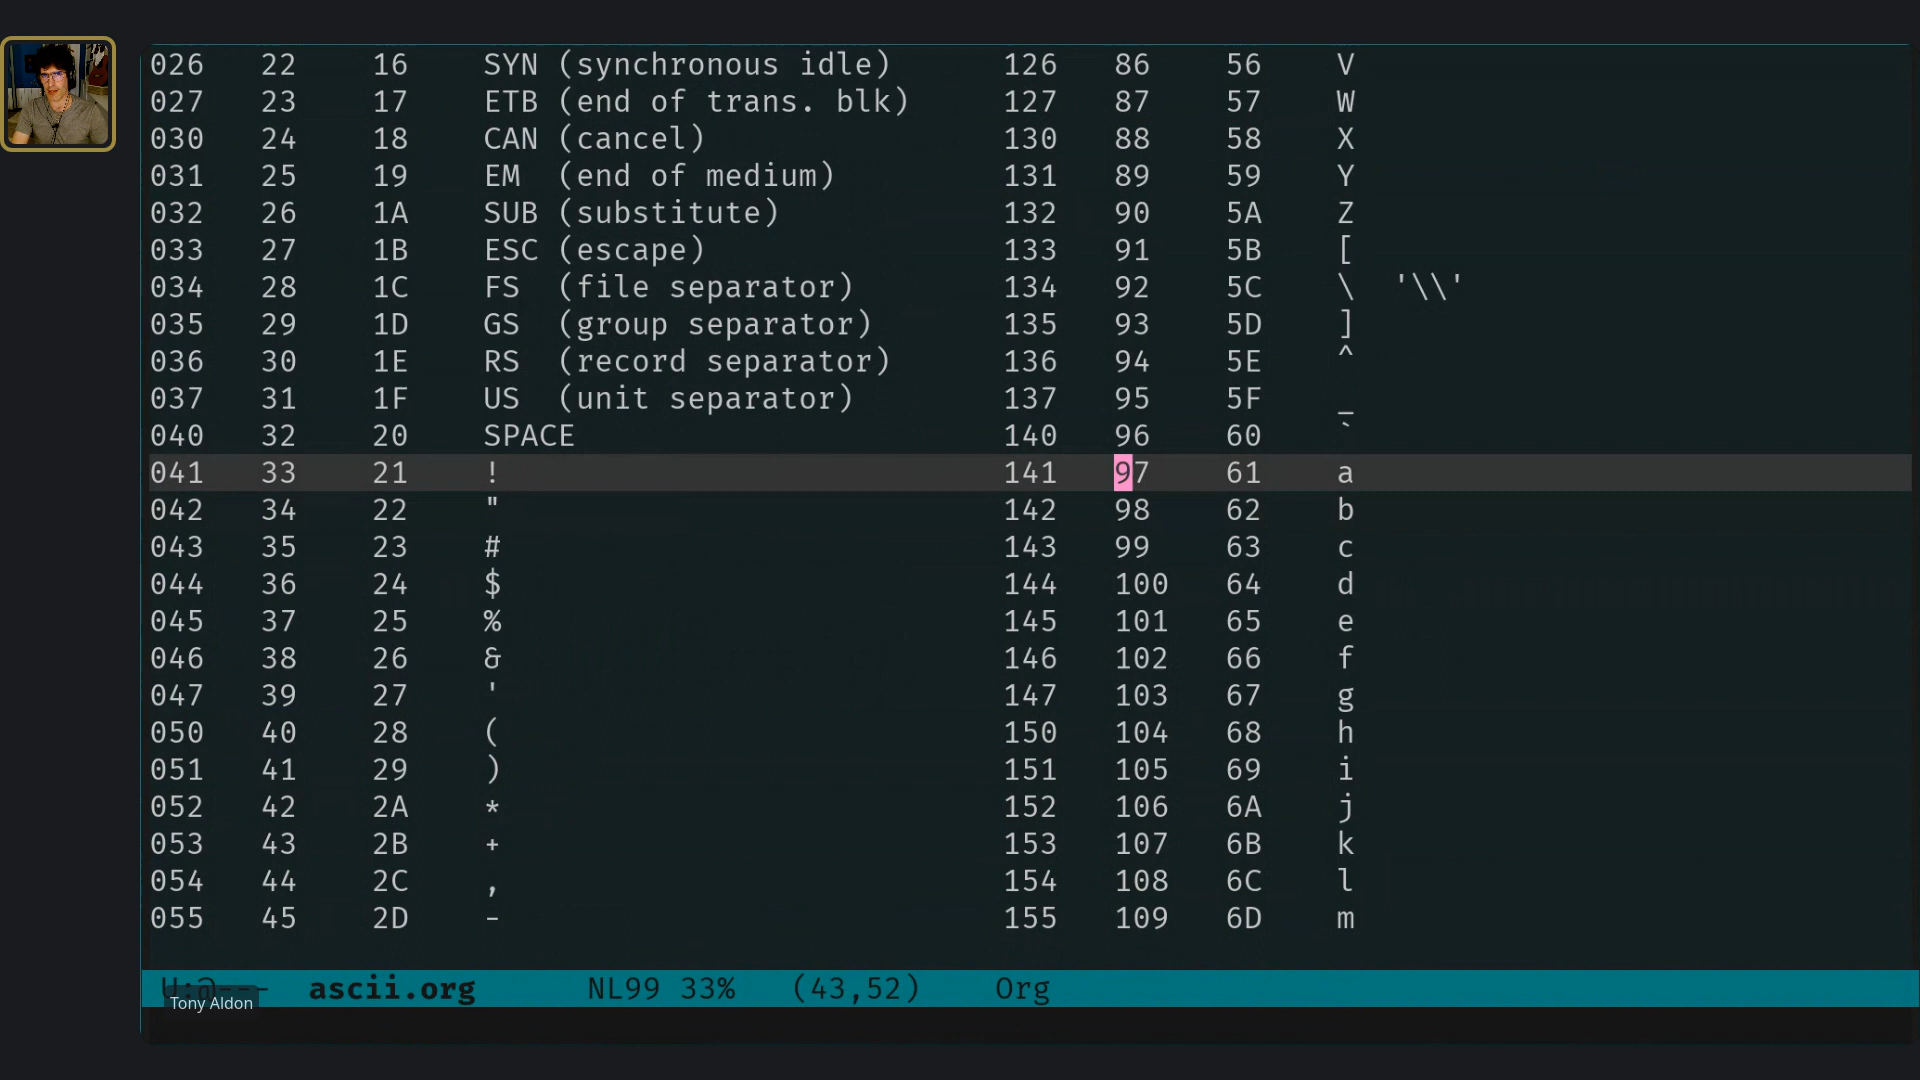 026 22 16 SYN (synchronous idle) 126 86 56 V
027 23 17 ETB (end of trans. blk) 127 87 57 W
030 24 18 CAN (cancel) 130 88 58 X
031 25 19 EM (end of medium) 131 89 59 Y
032 26 1A SUB (substitute) 132 90 5A Z
033 27 1B ESC (escape) 133 91 5B [
034 28 1C FS (file separator) 134 92 5C \ '\\'
035 29 1D GS (group separator) 135 93 5D ]
036 30 1E RS (record separator) 136 94 5E ^
037 31 1F US (unit separator) 137 95 5F _
040 32 20 SPACE 140 96 60 `
041 33 21 ! 141 97 61 a
042 34 22 " 142 98 62 b
043 35 23 # 143 99 63 c
044 36 24 $ 144 100 64 d
045 37 25 % 145 101 65 e
046 38 26 & 146 102 66 f
047 39 27 ' 147 103 67 g
050 40 28 ( 150 104 68 h
051 41 29 ) 151 105 69 i
052 42 2A * 152 106 6A j
053 43 2B + 153 107 6B k
054 44 2C , 154 108 6C l
055 45 2D - 155 109 6D m
U:@--- ascii.org NL99 33% (43,52) Org
Tony Aldon